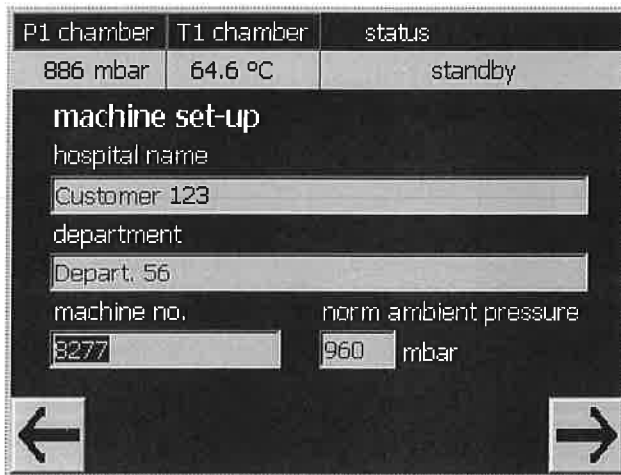 P1 chamber T1 chamber status
886 mbar 64.6 ºC standby
machine set-up
hospital name
Customer 123
department
Depart. 56
machine no. norm ambient pressure
8277 960 mbar